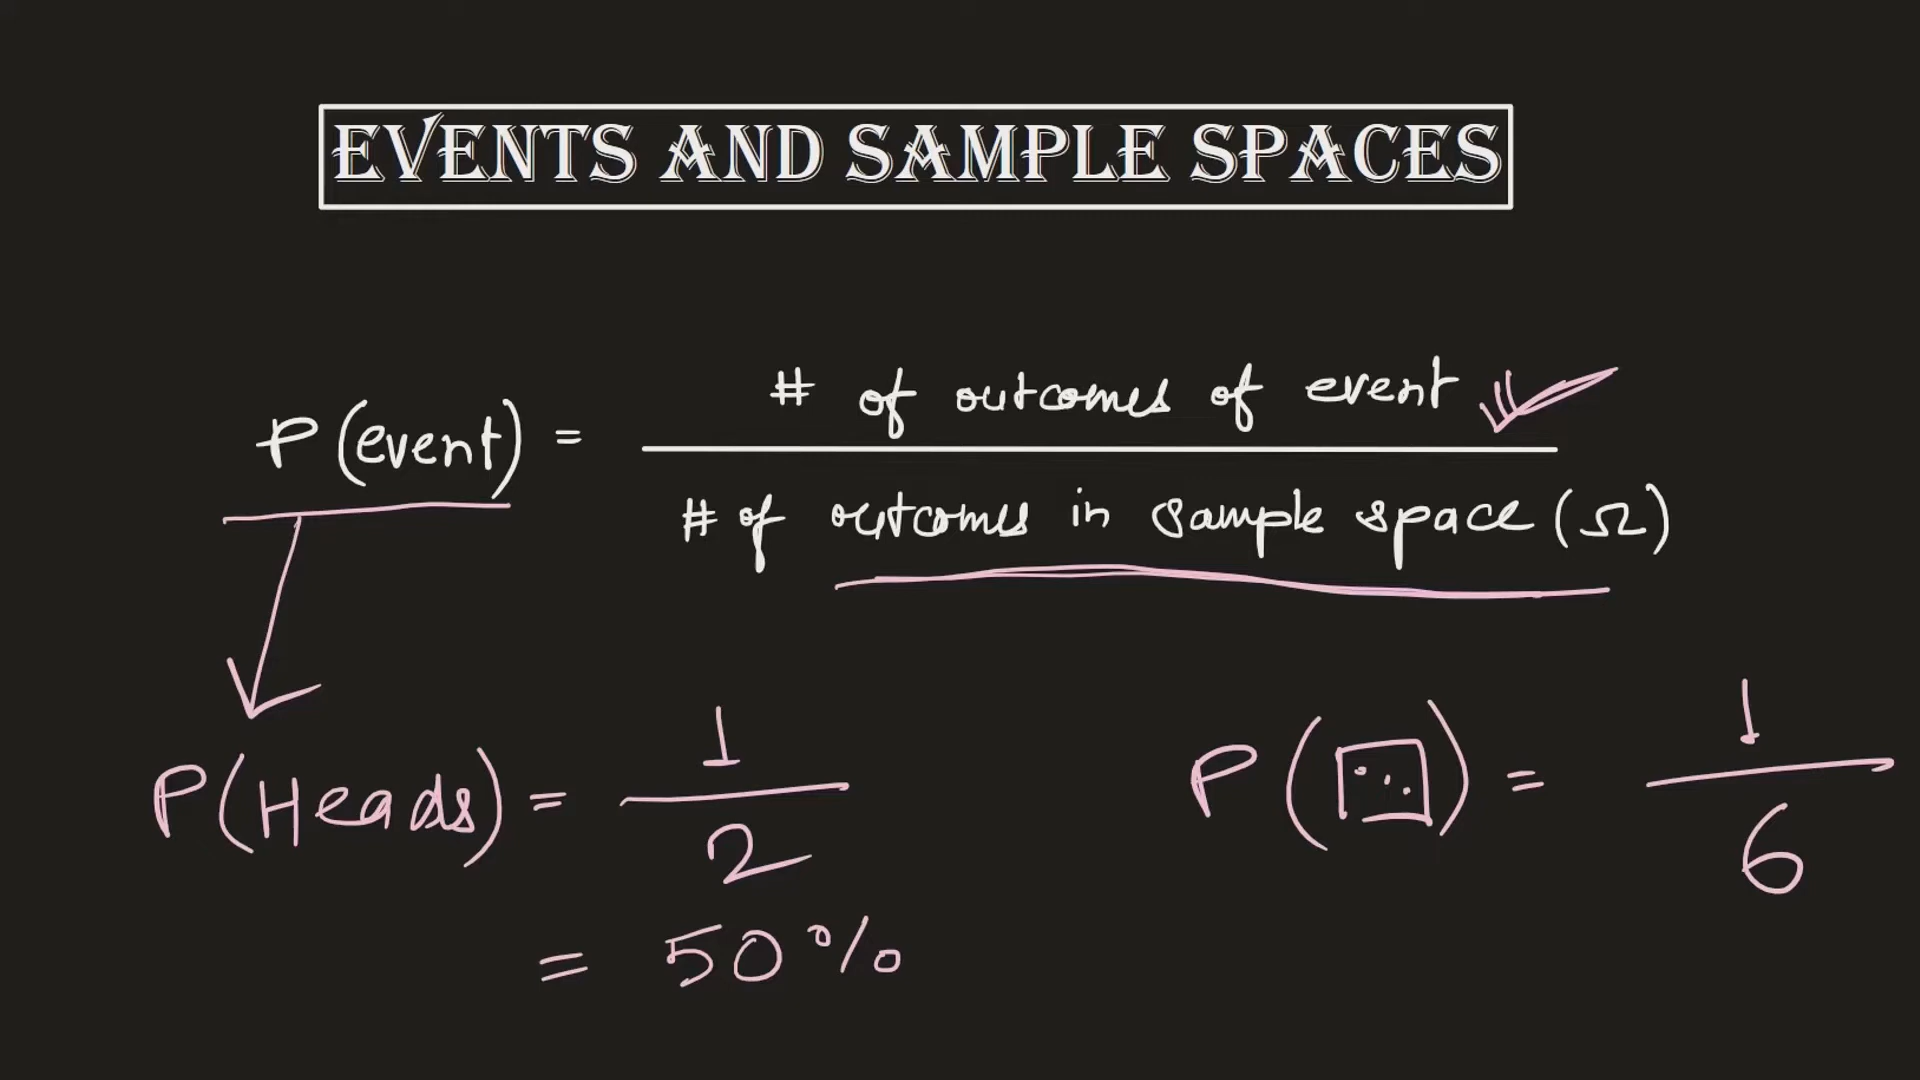 EVENTS AND SAMPLE SPACES
P(event) = # of outcomes of event
# of outcomes in sample space (Ω)
P(Heads) = 1/2
= 50%
P(⚂) = 1/6